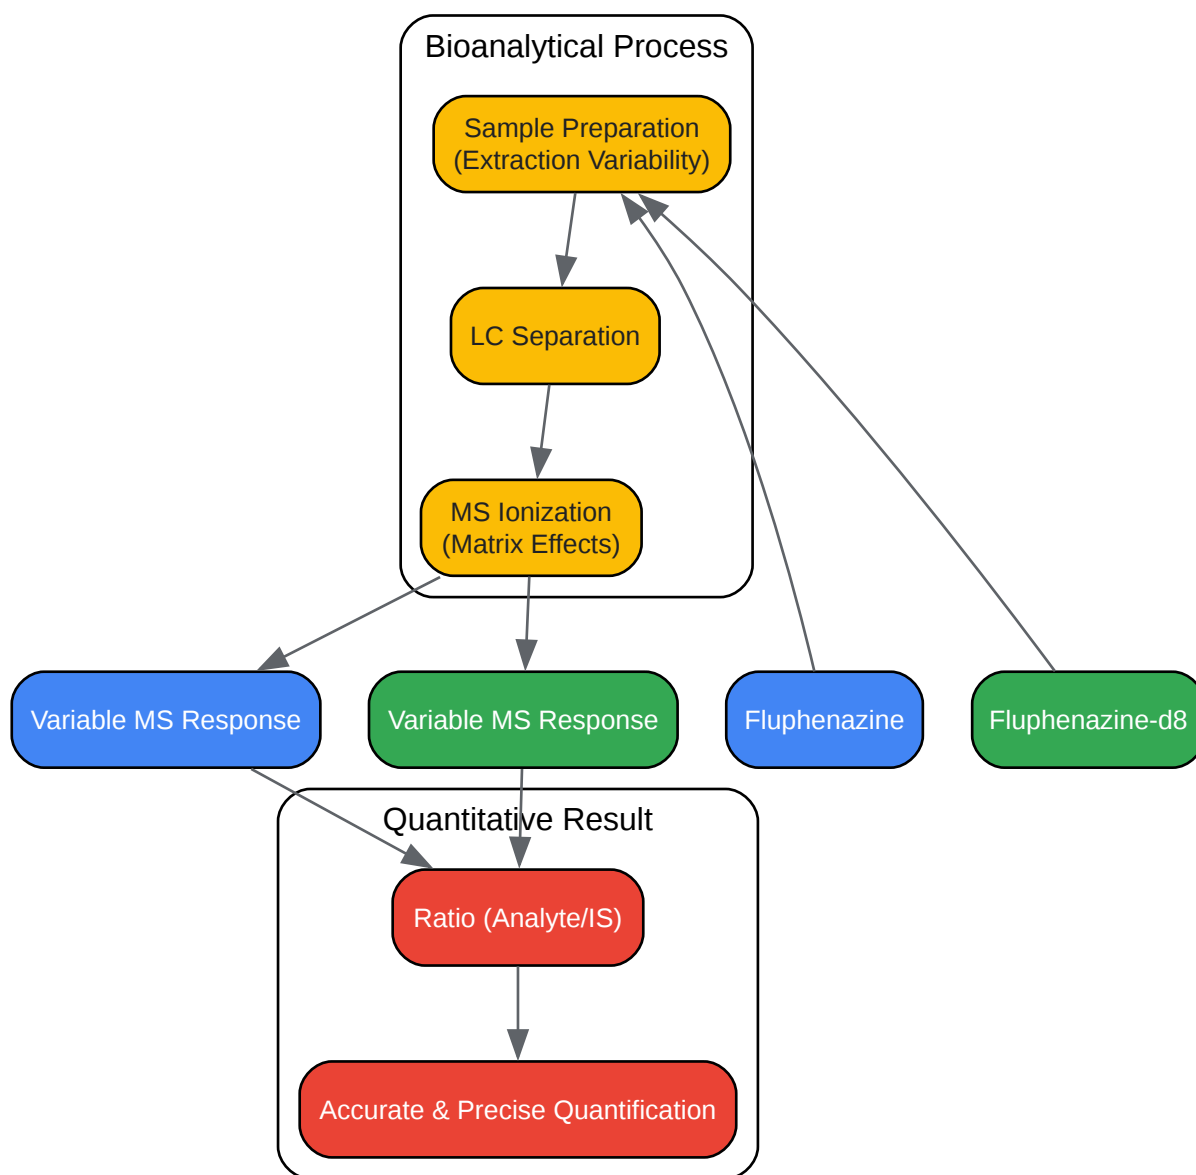 Bioanalytical Process
Sample Preparation
(Extraction Variability)
LC Separation
MS Ionization
(Matrix Effects)
Variable MS Response
Variable MS Response
Fluphenazine
Fluphenazine-d8
Quantitative Result
Ratio (Analyte/IS)
Accurate & Precise Quantification